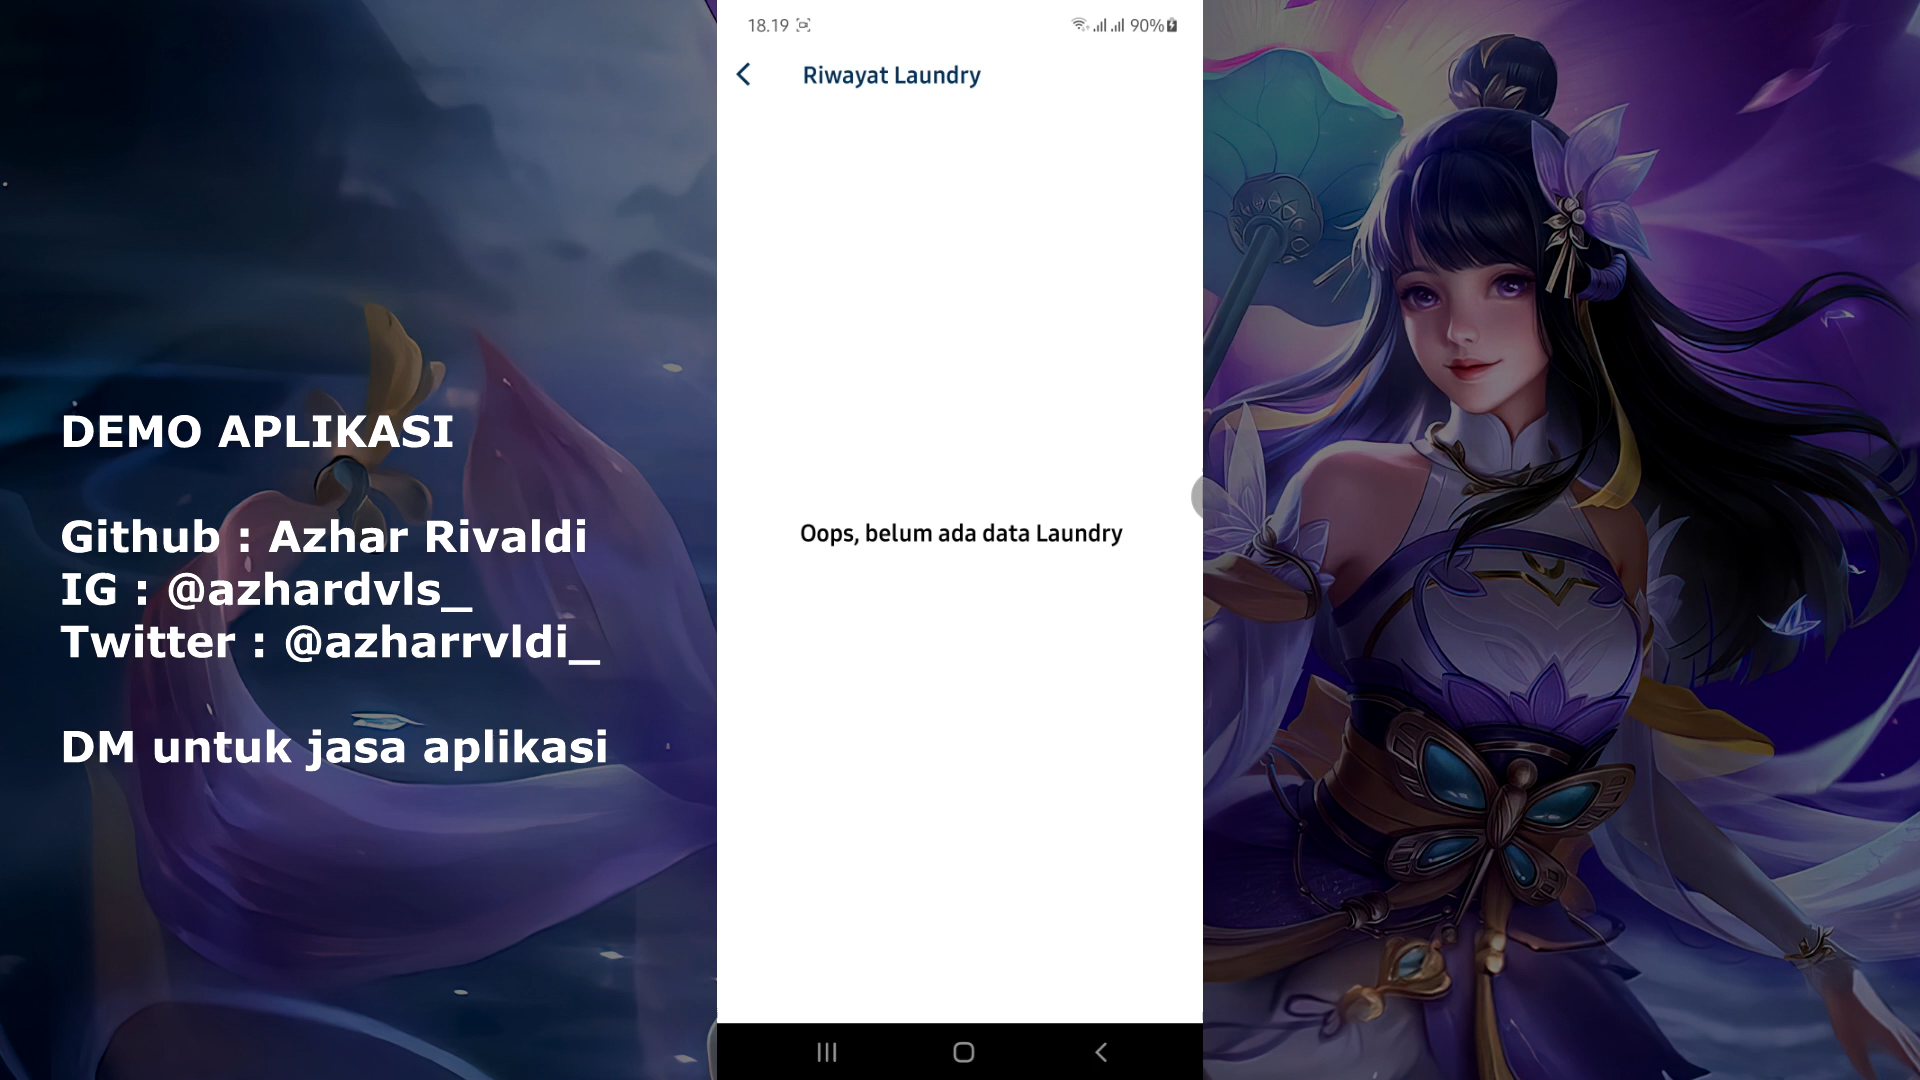 DEMO APLIKASI
Github : Azhar Rivaldi
IG : @azhardvls_
Twitter : @azharrvldi_
DM untuk jasa aplikasi
18.19
90%
Riwayat Laundry
Oops, belum ada data Laundry